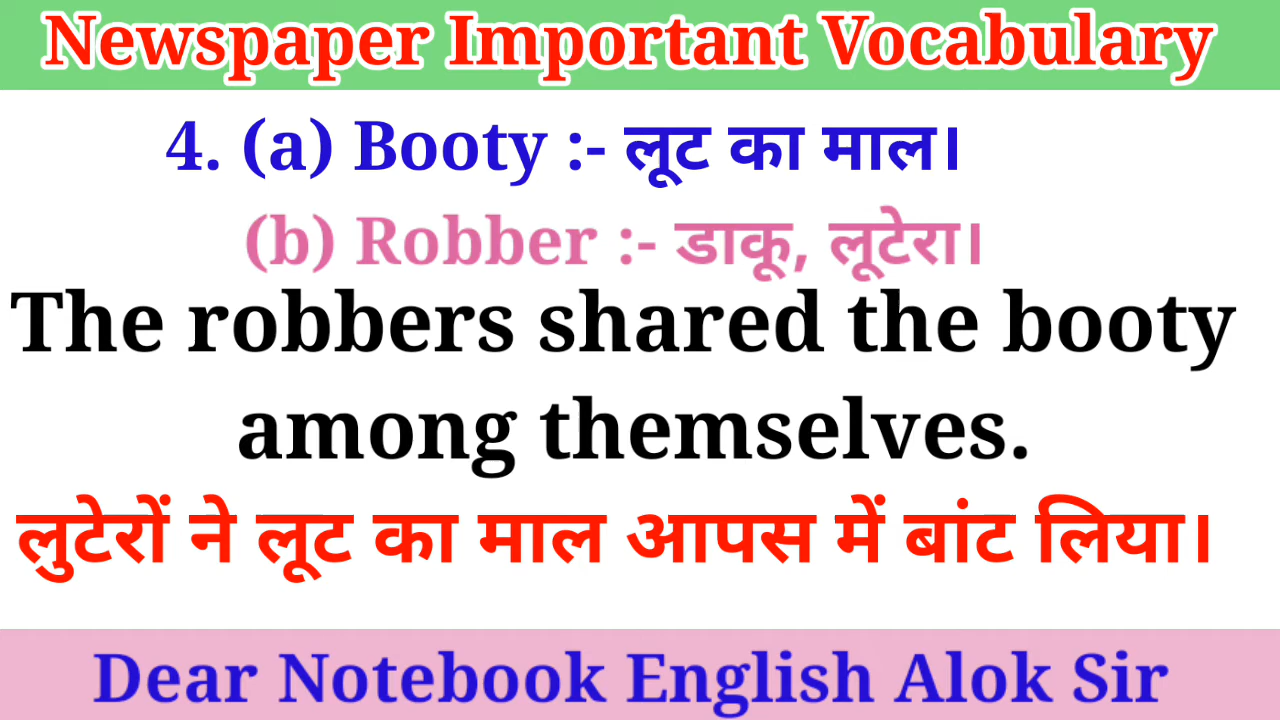 Newspaper Important Vocabulary
4. (a) Booty :- लूट का माल।
(b) Robber :- डाकू, लूटेरा।
The robbers shared the booty
among themselves.
लुटेरों ने लूट का माल आपस में बांट लिया।
Dear Notebook English Alok Sir